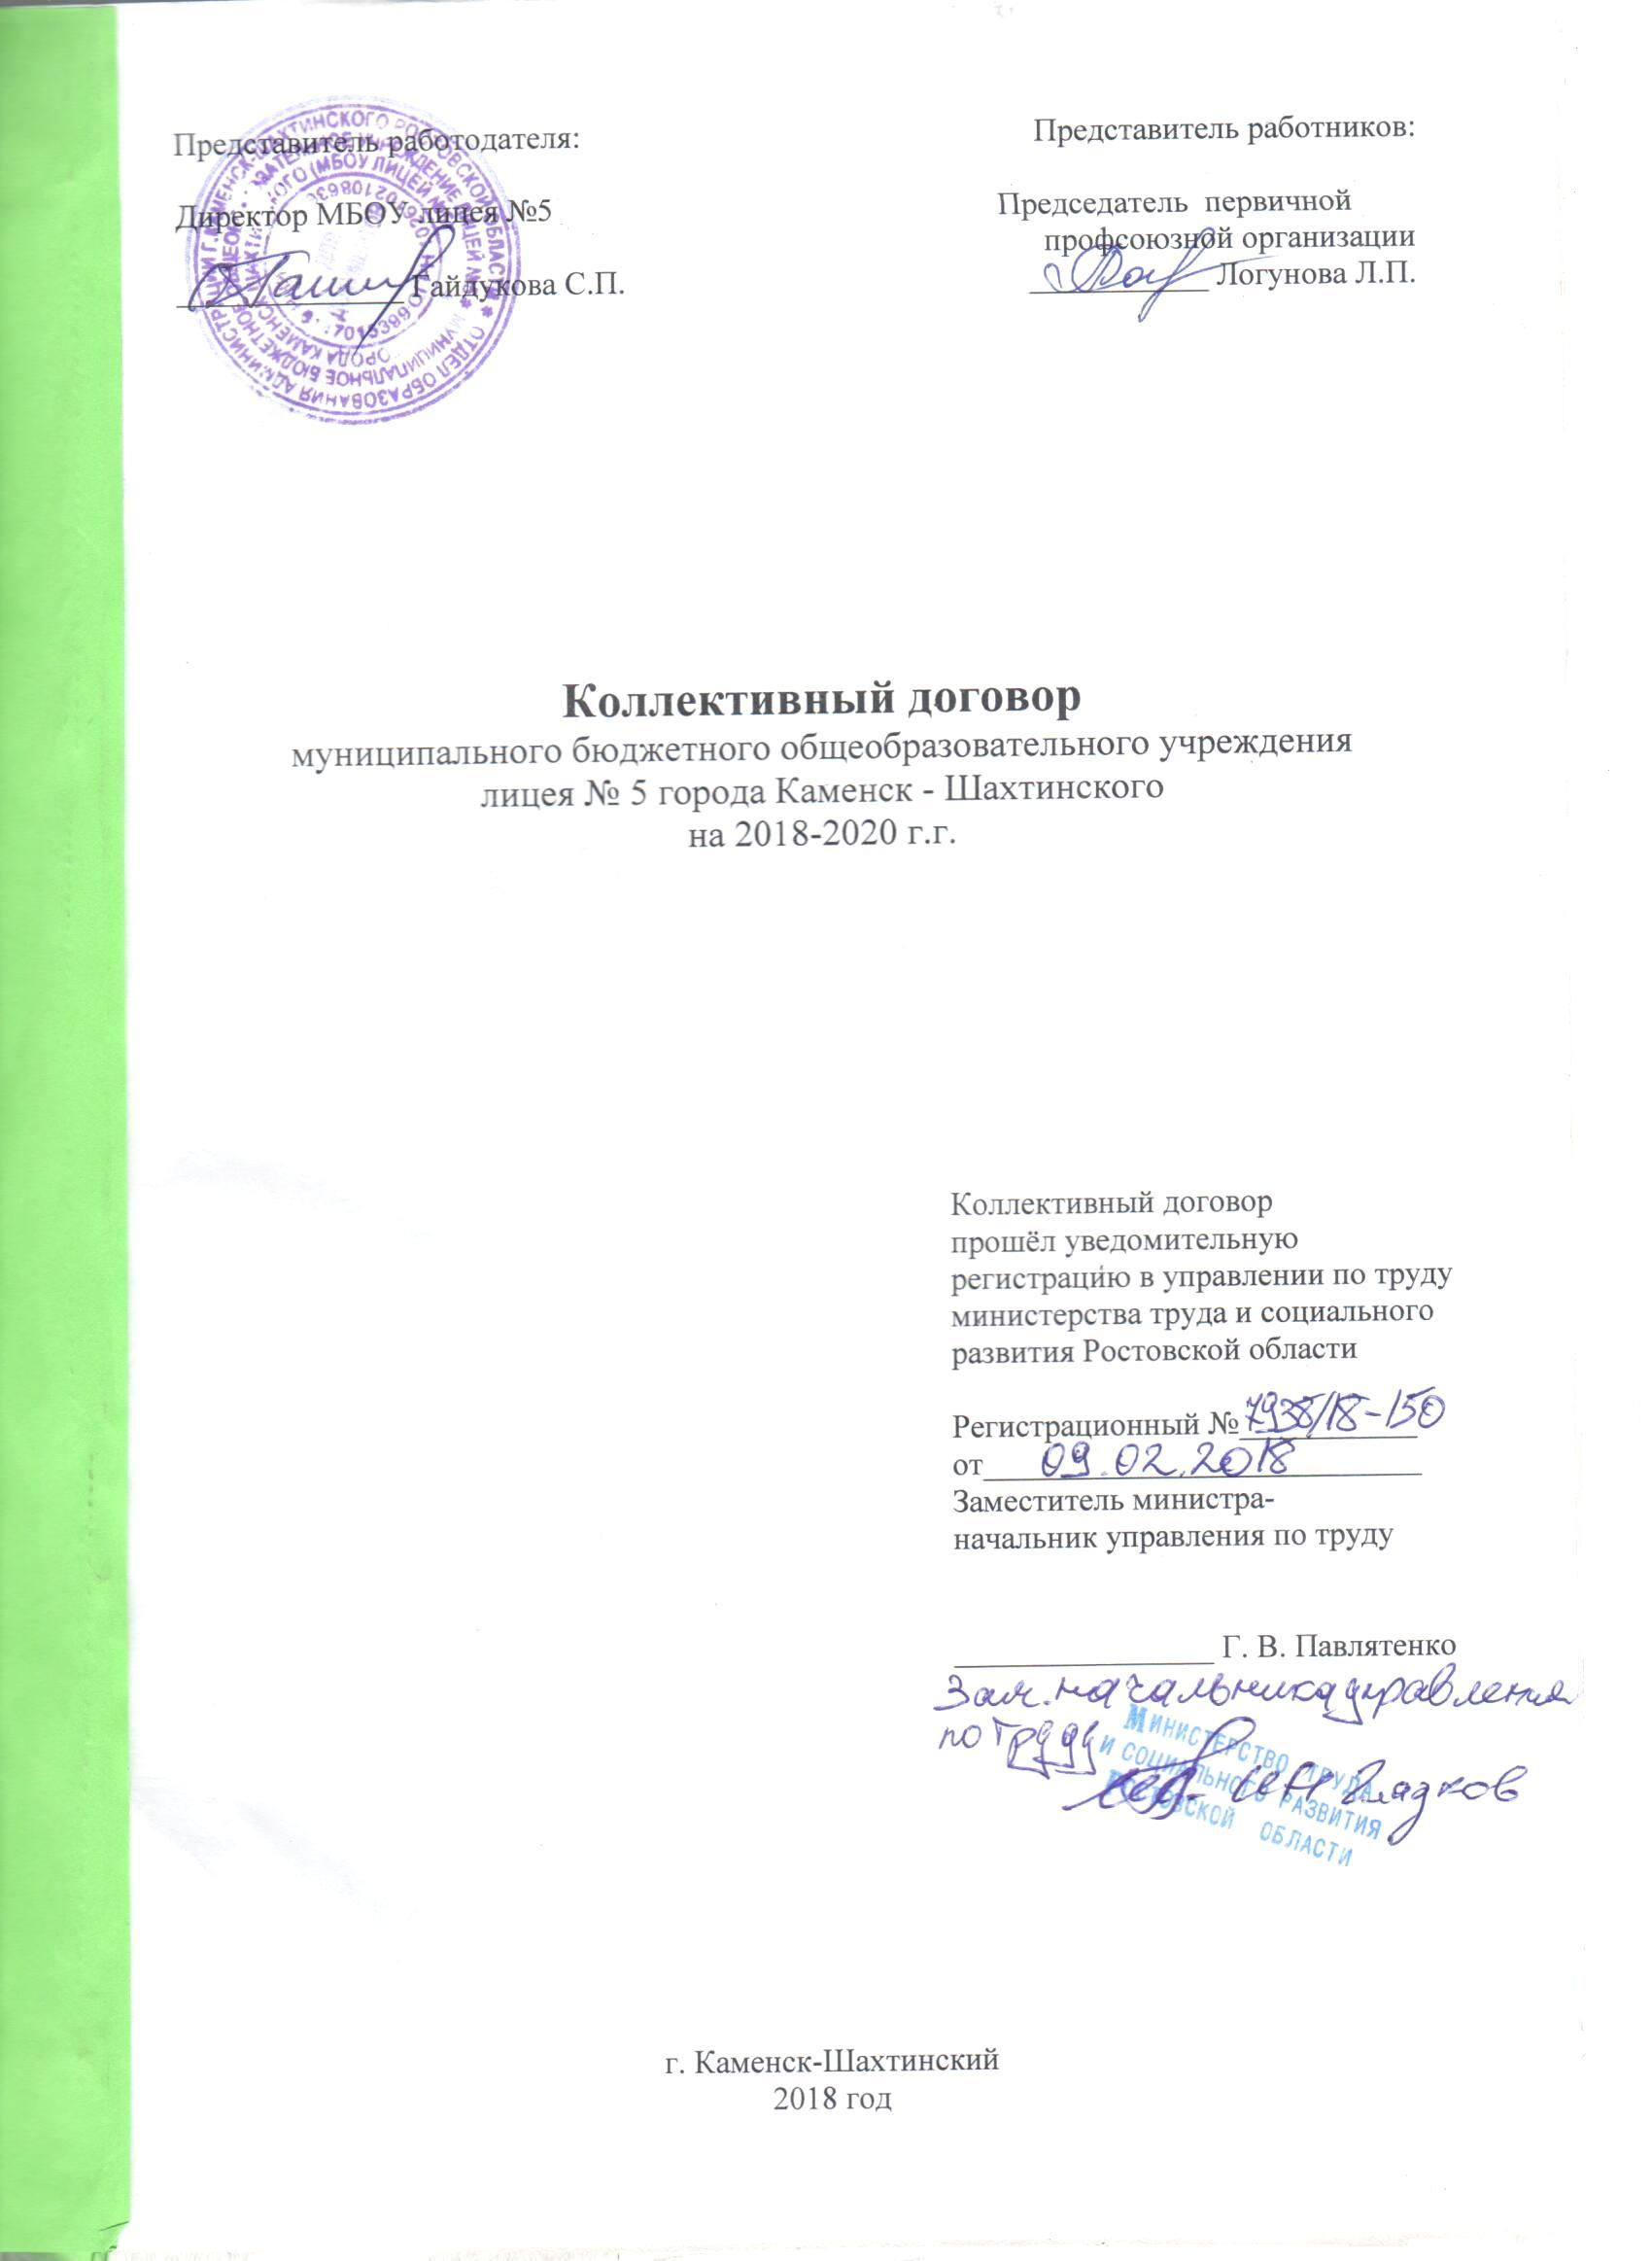 Представитель работодателя:
Директор МБОУ лицея №5
Гайдукова С.П.
Представитель работников:
Председатель первичной
профсоюзной организации
Логунова Л.П.
Коллективный договор
муниципального бюджетного общеобразовательного учреждения
лицея № 5 города Каменск - Шахтинского
на 2018-2020 г.г.
Коллективный договор
прошёл уведомительную
регистрацию в управлении по труду
министерства труда и социального
развития Ростовской области
Регистрационный № 7938/18-150
от 09.02.2018
Заместитель министра-
начальник управления по труду
Г. В. Павлятенко
Зам. начальника управления
по труду
Глазков
МИНИСТЕРСТВО ТРУДА
И СОЦИАЛЬНОГО РАЗВИТИЯ
РОСТОВСКОЙ ОБЛАСТИ
г. Каменск-Шахтинский
2018 год